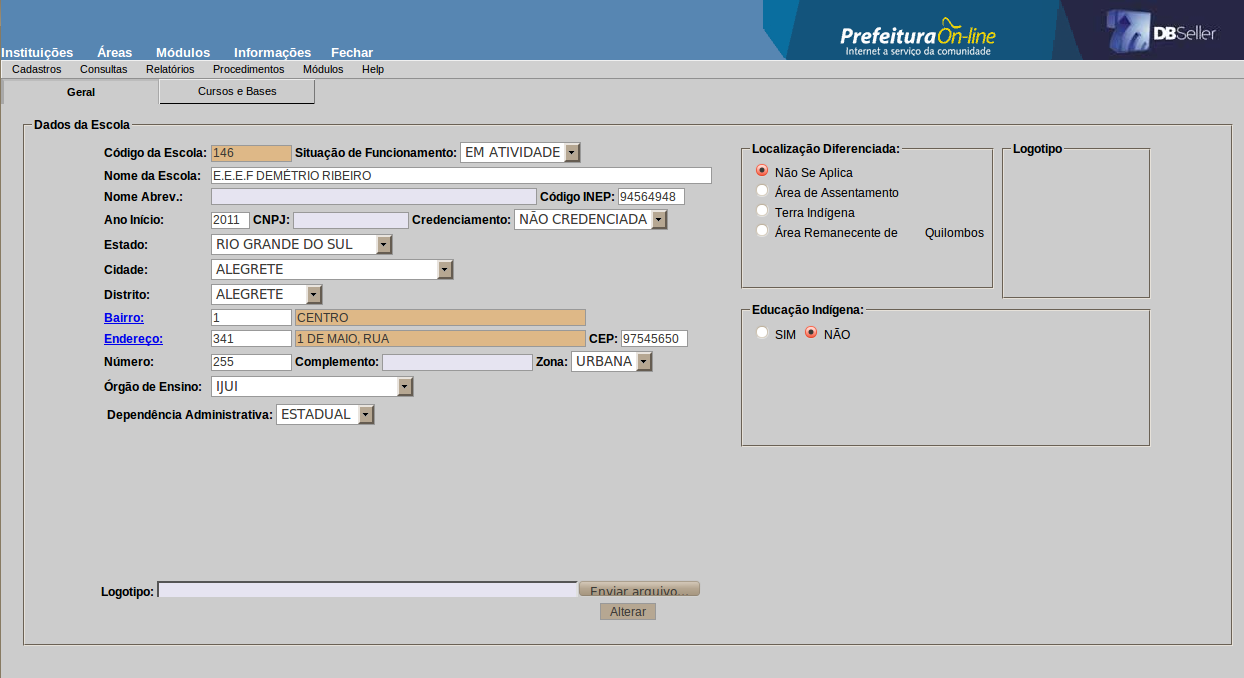 Prefeitura On-line
Internet a serviço da comunidade
DBSeller
Instituições Áreas Módulos Informações Fechar
Cadastros Consultas Relatórios Procedimentos Módulos Help
Geral Cursos e Bases
Dados da Escola
Código da Escola: 146 Situação de Funcionamento: EM ATIVIDADE
Nome da Escola: E.E.E.F DEMÉTRIO RIBEIRO
Nome Abrev.: Código INEP: 94564948
Ano Início: 2011 CNPJ: Credenciamento: NÃO CREDENCIADA
Estado: RIO GRANDE DO SUL
Cidade: ALEGRETE
Distrito: ALEGRETE
Bairro: 1 CENTRO
Endereço: 341 1 DE MAIO, RUA CEP: 97545650
Número: 255 Complemento: Zona: URBANA
Órgão de Ensino: IJUI
Dependência Administrativa: ESTADUAL
Localização Diferenciada:
Não Se Aplica
Área de Assentamento
Terra Indígena
Área Remanecente de Quilombos
Logotipo
Educação Indígena:
SIM NÃO
Logotipo: Enviar arquivo...
Alterar